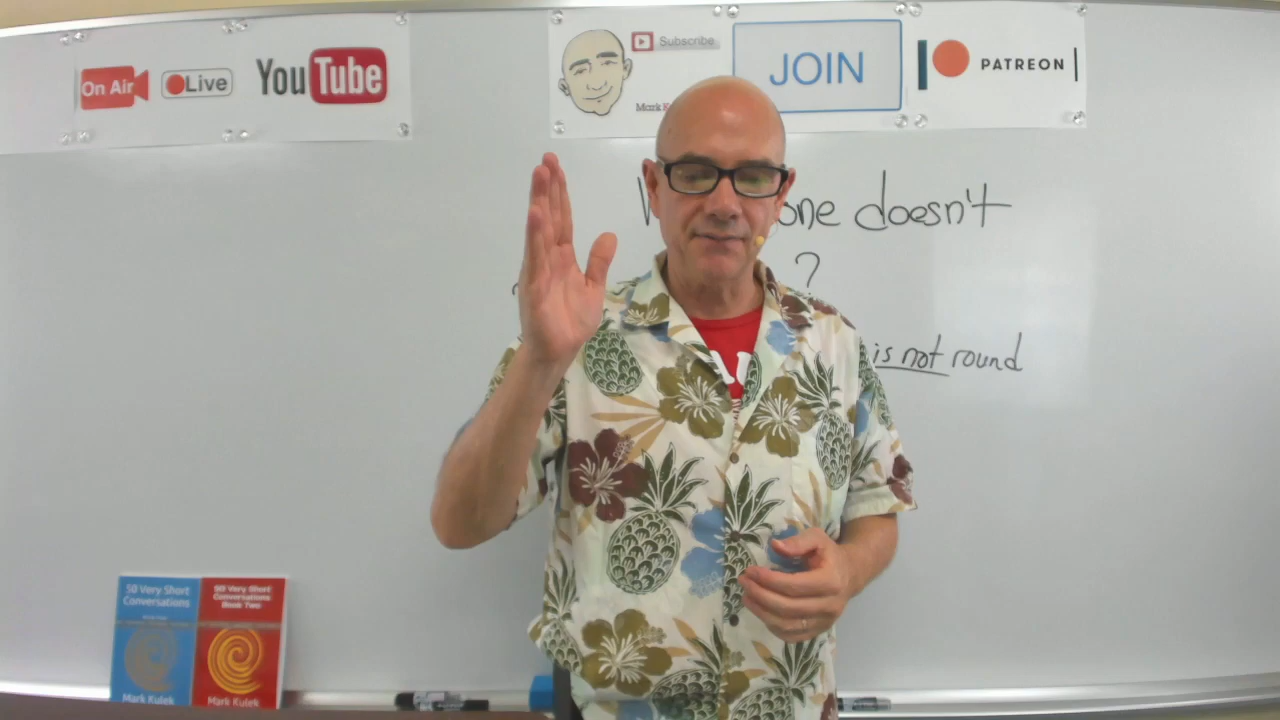 On Air
Live
YouTube
Subscribe
Mark
JOIN
PATREON
one doesn't
?
is not round
50 Very Short
Conversations
Mark Kulek
50 Very Short
Conversations
Book Two
Mark Kulek